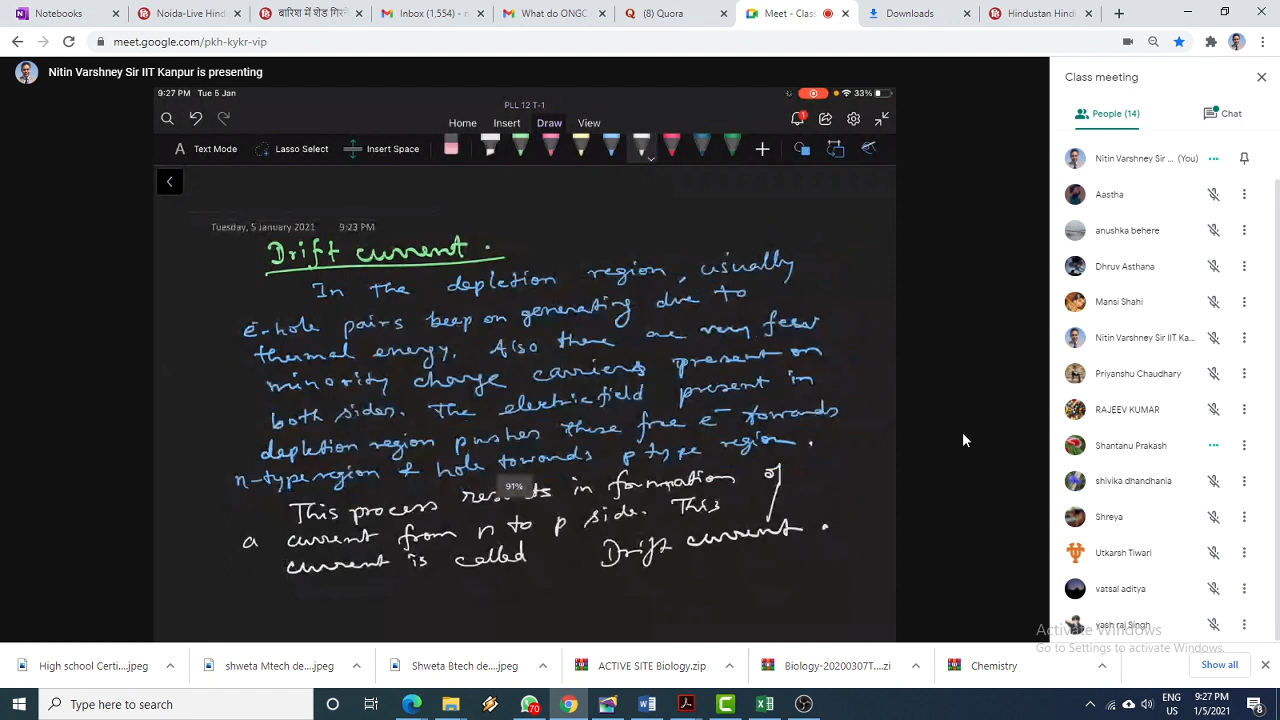 Notebooks
Noida-Live Hindi
बारिश में ग्रेड गिरने
Inbox (1,554) - n
What do ONGC
(8) Quora
Meet - Class
Downloads
Hindustan Hindi
meet.google.com/pkh-kykr-vip
Nitin Varshney Sir IIT Kanpur is presenting
9:27 PM Tue 5 Jan
33%
PLL 12 T-1
Home Insert Draw View
1
Text Mode
Lasso Select
Insert Space
Tuesday, 5 January 2021 9:23 PM
Drift current.
In the depletion region, usually
e-hole pairs keep on generating due to
thermal energy. Also there are very few
minority charge carriers present on
both sides. The electric field present in
depletion region pushes these free e- towards
n-type region & hole towards p type region.
91%
This process results in formation of
a current from n to p side. This
current is called Drift current.
Class meeting
People (14)
Chat
Nitin Varshney Sir ... (You)
Aastha
anushka behere
Dhruv Asthana
Mansi Shahi
Nitin Varshney Sir IIT Ka...
Priyanshu Chaudhary
RAJEEV KUMAR
Shantanu Prakash
shivika dhandhania
Shreya
Utkarsh Tiwari
vatsal aditya
yash raj Singh
Activate Windows
Go to Settings to activate Windows.
High school Certi....jpeg
shweta Mtech de....jpeg
Shweta Btech de....jpeg
ACTIVE SITE Biology.zip
Biology-20200307T....zi
Chemistry
Show all
Type here to search
70
ENG
US
9:27 PM
1/5/2021
8